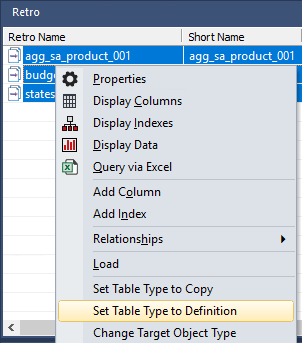 Retro
Retro Name Short Name
agg_sa_product_001 agg_sa_product_001
budge
states
Properties
Display Columns
Display Indexes
Display Data
Query via Excel
Add Column
Add Index
Relationships
Load
Set Table Type to Copy
Set Table Type to Definition
Change Target Object Type